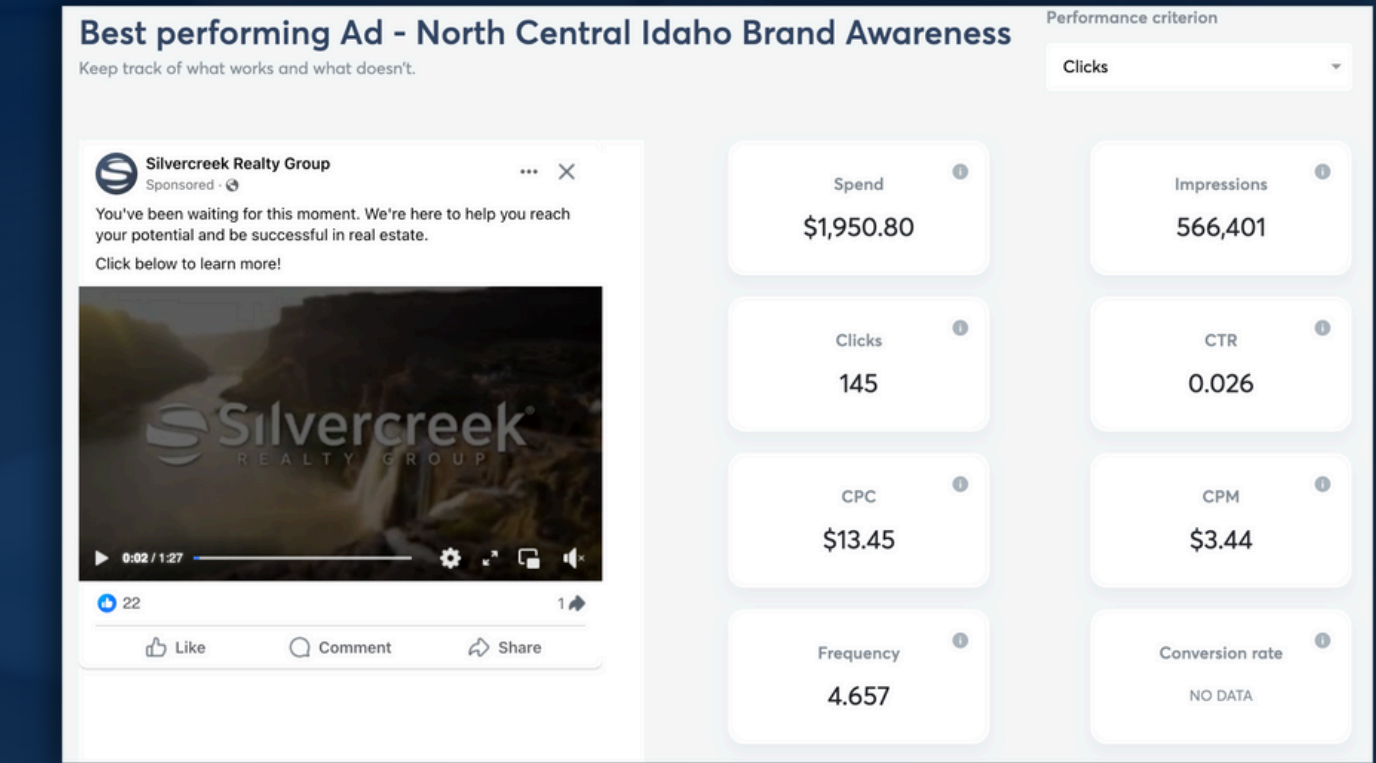 Best performing Ad - North Central Idaho Brand Awareness
Keep track of what works and what doesn't.
Performance criterion
Clicks
Silvercreek Realty Group
Sponsored ·
You've been waiting for this moment. We're here to help you reach
your potential and be successful in real estate.
Click below to learn more!
Silvercreek®
REALTY GROUP
0:02 / 1:27
22
1
Like
Comment
Share
Spend
$1,950.80
Impressions
566,401
Clicks
145
CTR
0.026
CPC
$13.45
CPM
$3.44
Frequency
4.657
Conversion rate
NO DATA